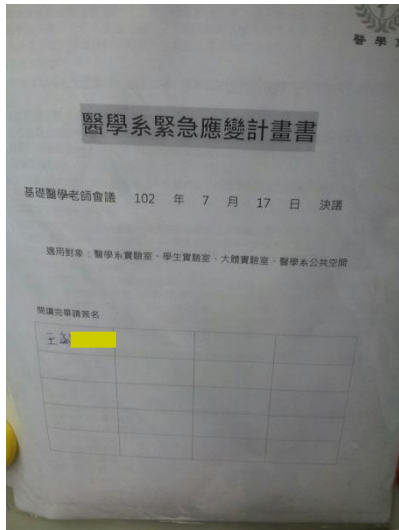 醫學
醫學系緊急應變計畫書
基礎醫學老師會議 102 年 7 月 17 日 決議
適用對象：醫學系實驗室、學生實驗室、大體實驗室、醫學系公共空間
閱讀完畢請簽名
王